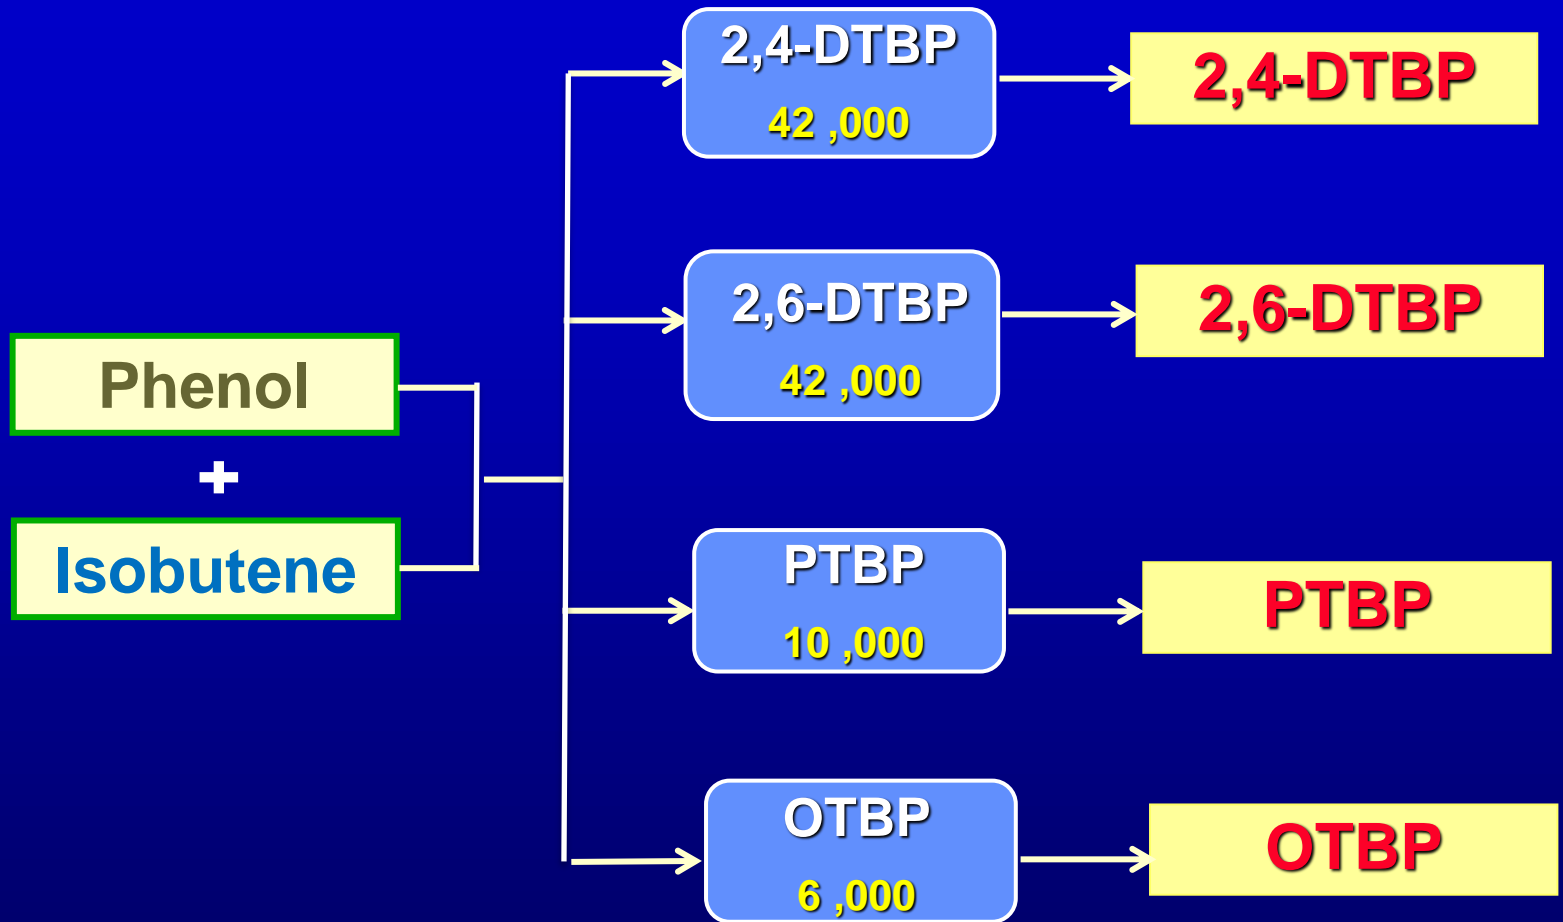 2,4-DTBP
42 ,000
2,4-DTBP
2,6-DTBP
42 ,000
2,6-DTBP
Phenol
+
Isobutene
PTBP
10 ,000
PTBP
OTBP
6 ,000
OTBP